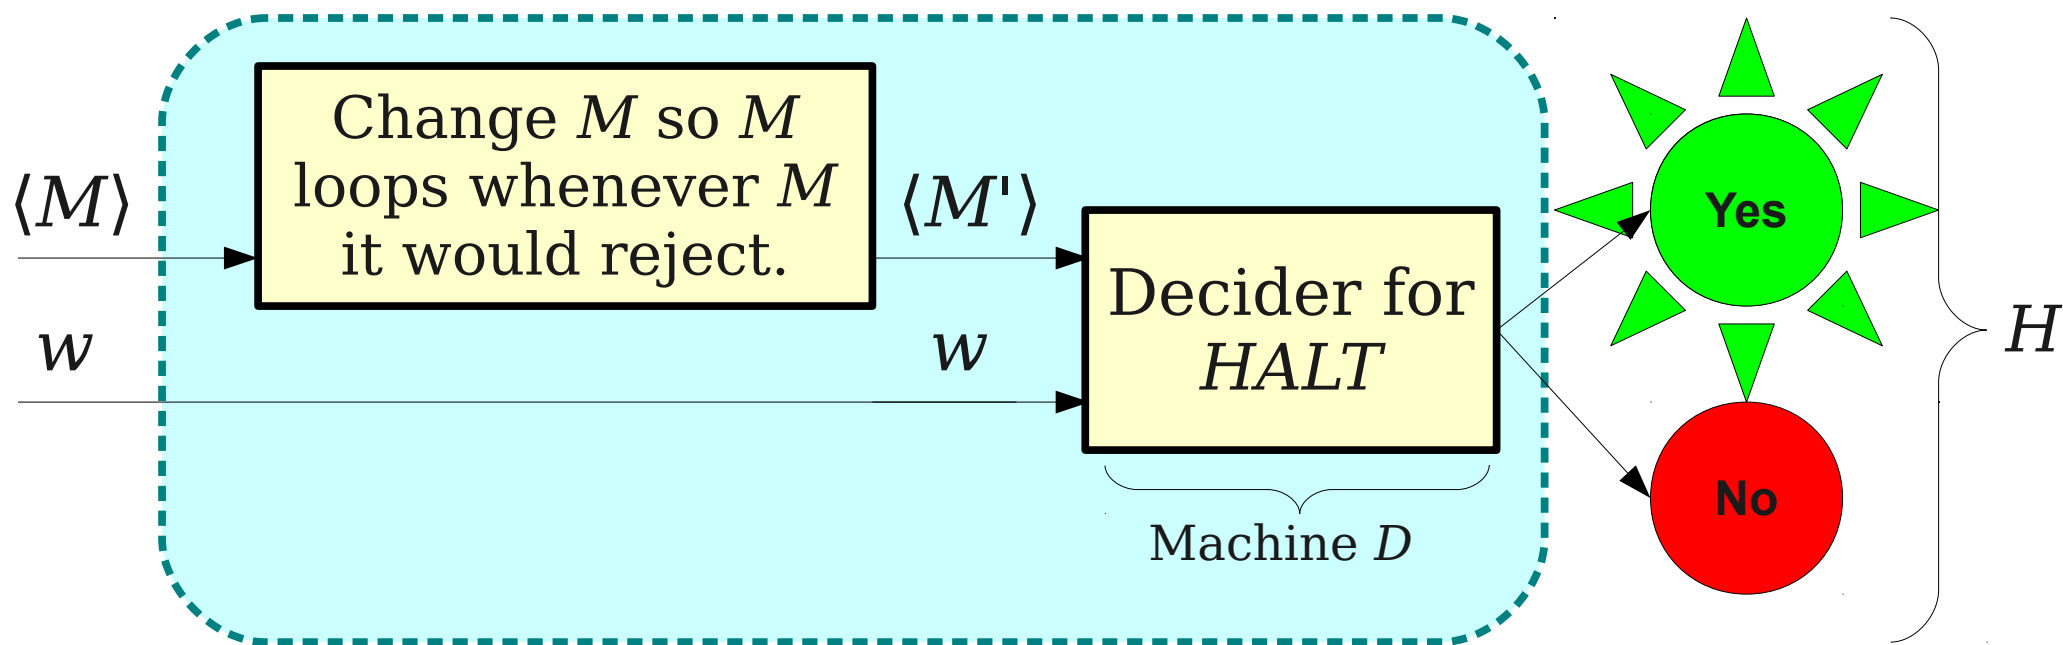 ⟨M⟩
w
Change M so M
loops whenever M
it would reject.
⟨M'⟩
w
Decider for
HALT
Machine D
Yes
No
H